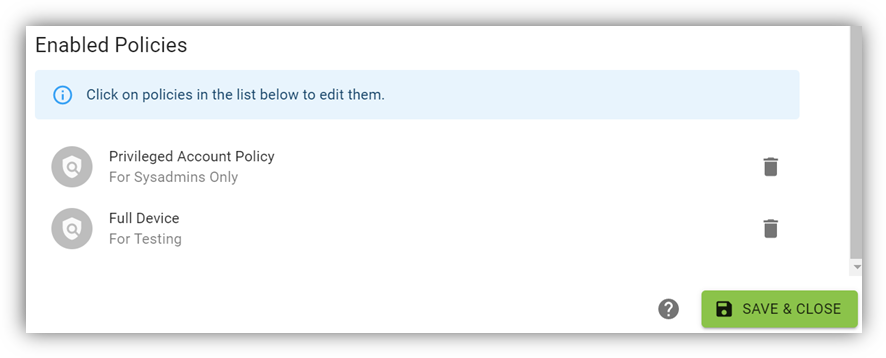 Enabled Policies
Click on policies in the list below to edit them.
Privileged Account Policy
For Sysadmins Only
Full Device
For Testing
SAVE & CLOSE